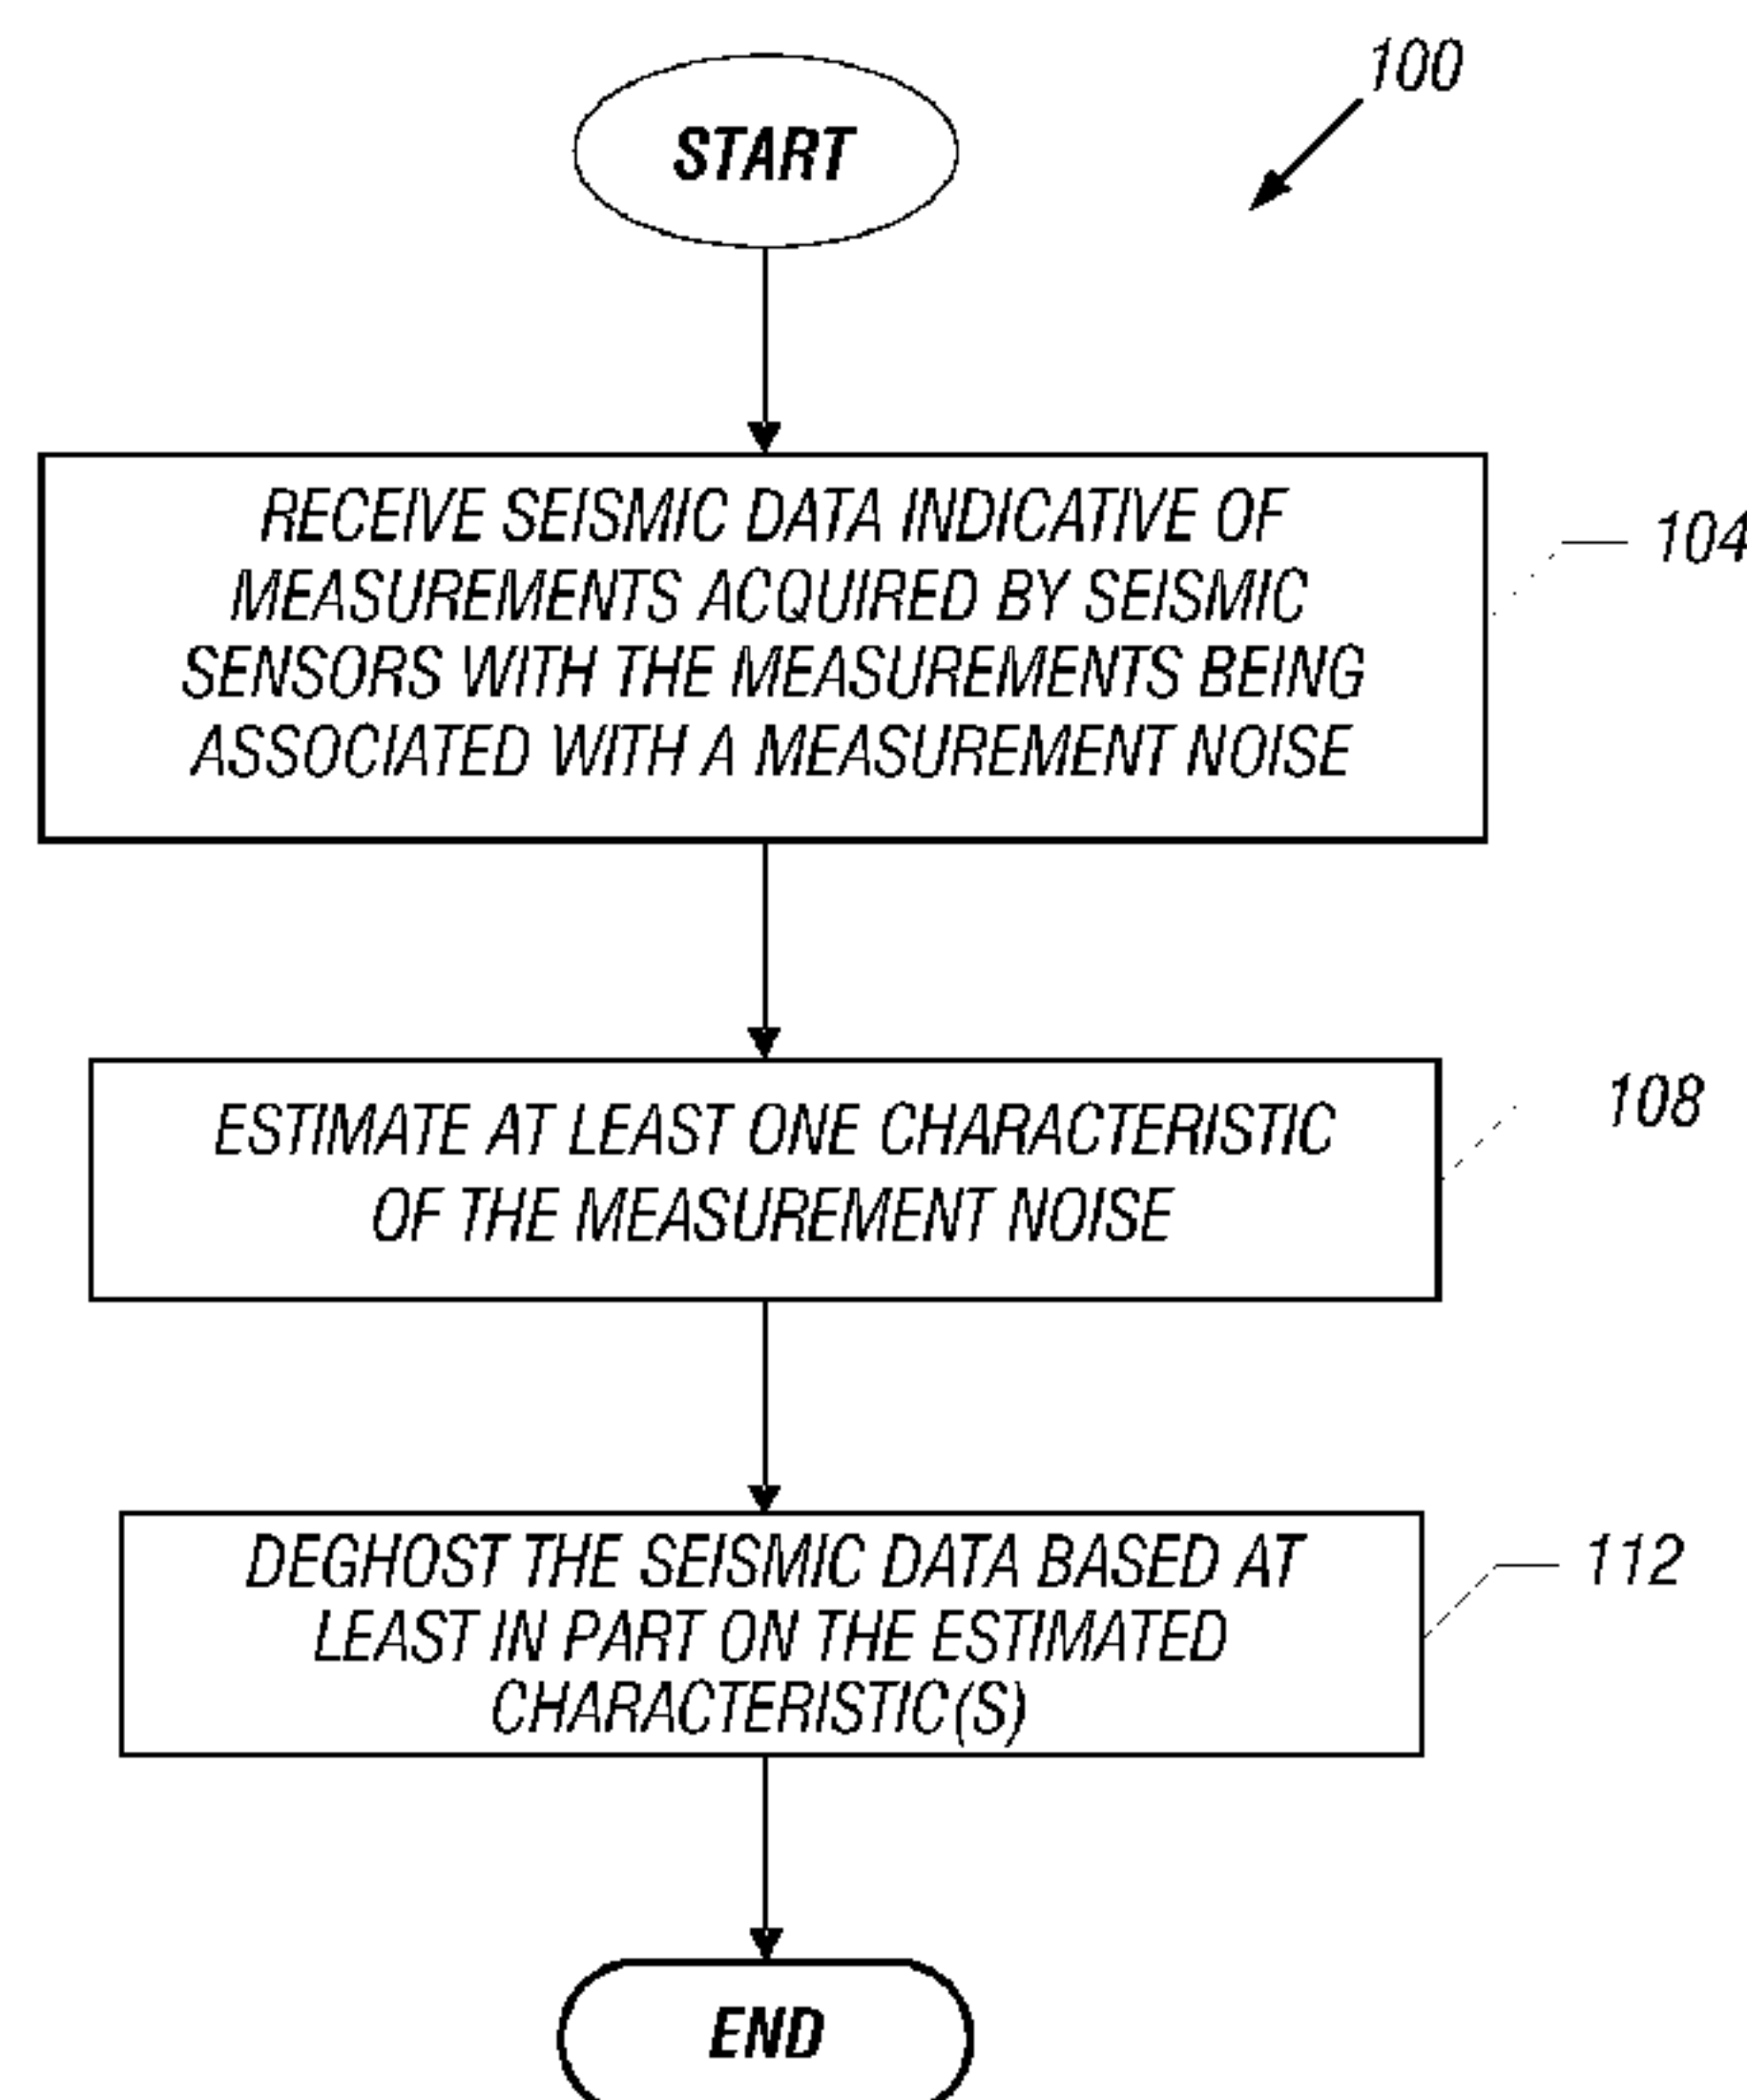 100
START
RECEIVE SEISMIC DATA INDICATIVE OF
MEASUREMENTS ACQUIRED BY SEISMIC
SENSORS WITH THE MEASUREMENTS BEING
ASSOCIATED WITH A MEASUREMENT NOISE
104
ESTIMATE AT LEAST ONE CHARACTERISTIC
OF THE MEASUREMENT NOISE
108
DEGHOST THE SEISMIC DATA BASED AT
LEAST IN PART ON THE ESTIMATED
CHARACTERISTIC(S)
112
END